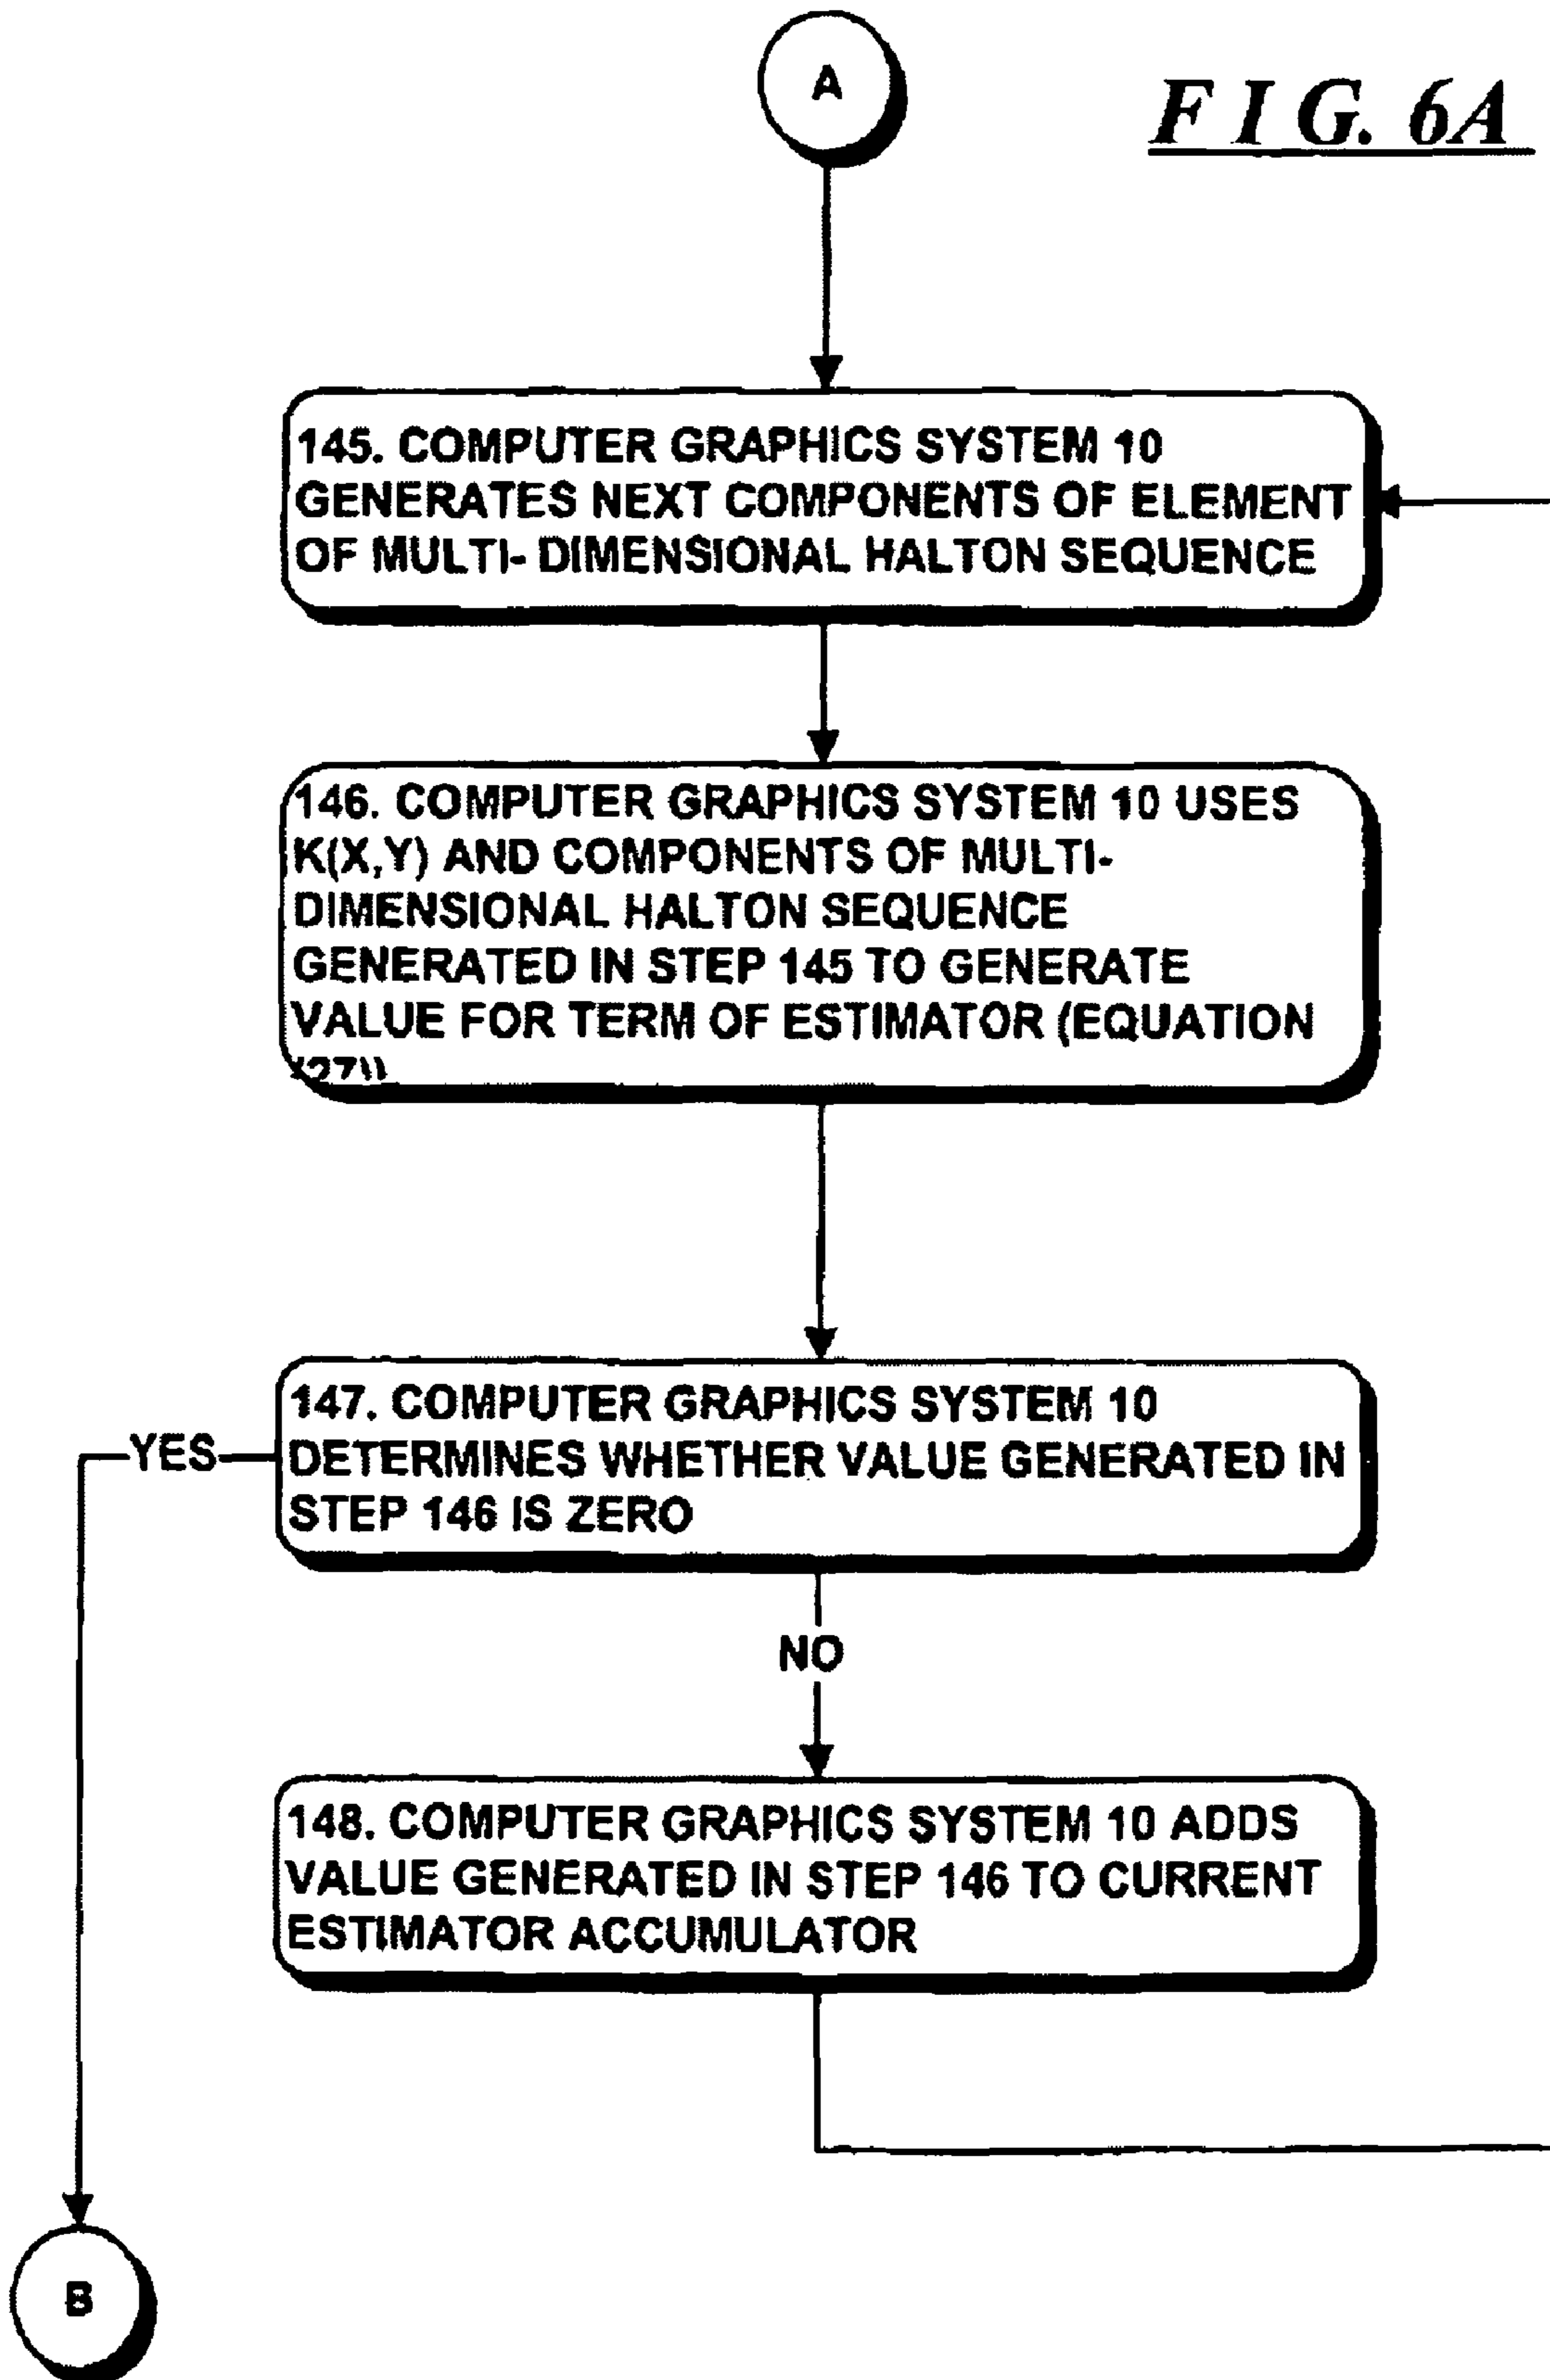 A
FIG. 6A
145. COMPUTER GRAPHICS SYSTEM 10
GENERATES NEXT COMPONENTS OF ELEMENT
OF MULTI- DIMENSIONAL HALTON SEQUENCE
146. COMPUTER GRAPHICS SYSTEM 10 USES
K(X,Y) AND COMPONENTS OF MULTI-
DIMENSIONAL HALTON SEQUENCE
GENERATED IN STEP 145 TO GENERATE
VALUE FOR TERM OF ESTIMATOR (EQUATION
(27))
147. COMPUTER GRAPHICS SYSTEM 10
DETERMINES WHETHER VALUE GENERATED IN
STEP 146 IS ZERO
YES
NO
148. COMPUTER GRAPHICS SYSTEM 10 ADDS
VALUE GENERATED IN STEP 146 TO CURRENT
ESTIMATOR ACCUMULATOR
B